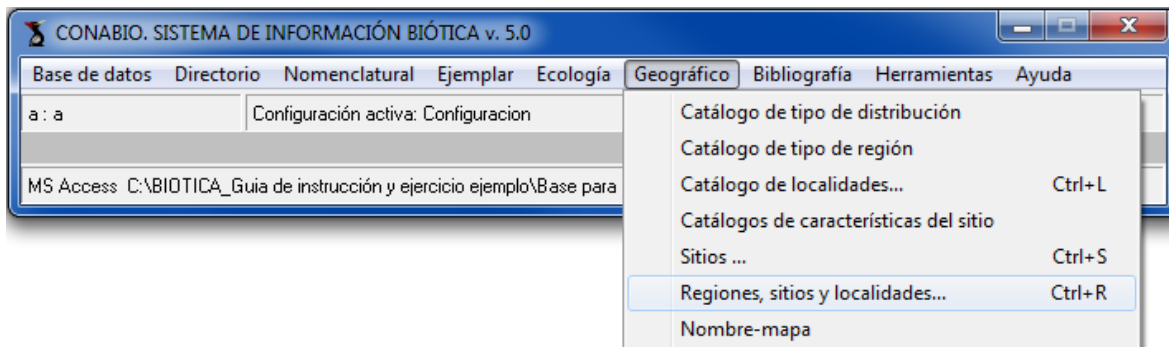 CONABIO. SISTEMA DE INFORMACIÓN BIÓTICA v. 5.0
Base de datos Directorio Nomenclatural Ejemplar Ecología Geográfico Bibliografía Herramientas Ayuda
a : a Configuración activa: Configuracion
MS Access C:\BIOTICA_Guia de instrucción y ejercicio ejemplo\Base para
Catálogo de tipo de distribución
Catálogo de tipo de región
Catálogo de localidades... Ctrl+L
Catálogos de características del sitio
Sitios ... Ctrl+S
Regiones, sitios y localidades... Ctrl+R
Nombre-mapa